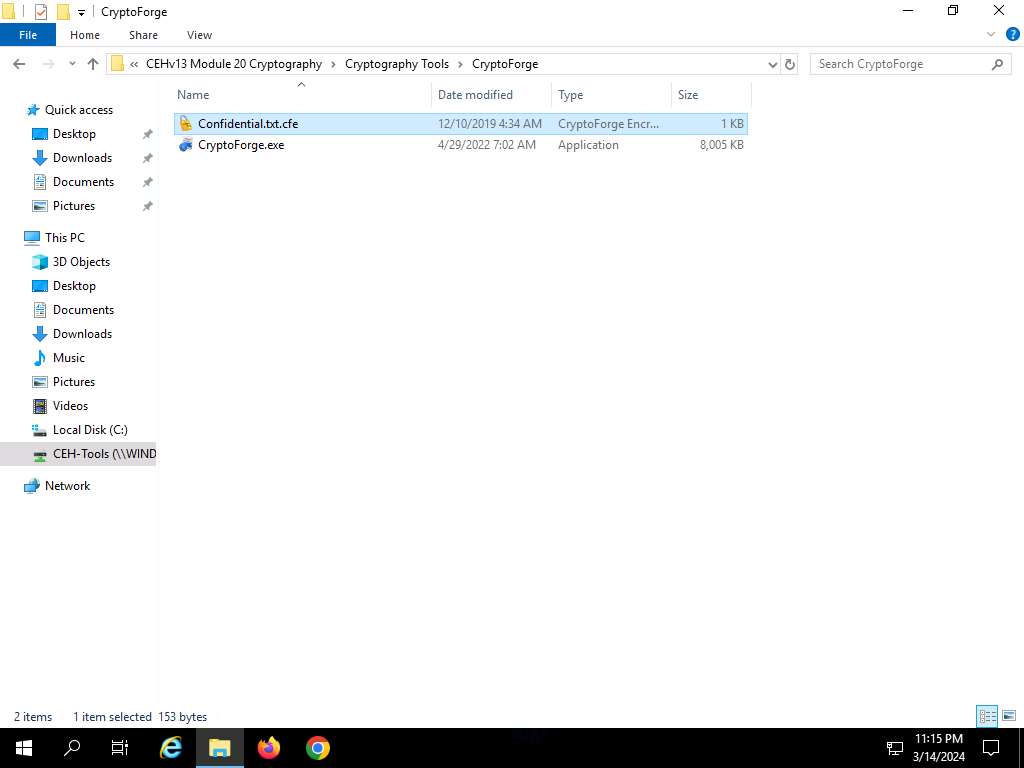 CryptoForge
File Home Share View
« CEHv13 Module 20 Cryptography › Cryptography Tools › CryptoForge
Search CryptoForge
Name Date modified Type Size
Confidential.txt.cfe 12/10/2019 4:34 AM CryptoForge Encr... 1 KB
CryptoForge.exe 4/29/2022 7:02 AM Application 8,005 KB
Quick access
Desktop
Downloads
Documents
Pictures
This PC
3D Objects
Desktop
Documents
Downloads
Music
Pictures
Videos
Local Disk (C:)
CEH-Tools (\\WIND
Network
2 items 1 item selected 153 bytes
11:15 PM
3/14/2024